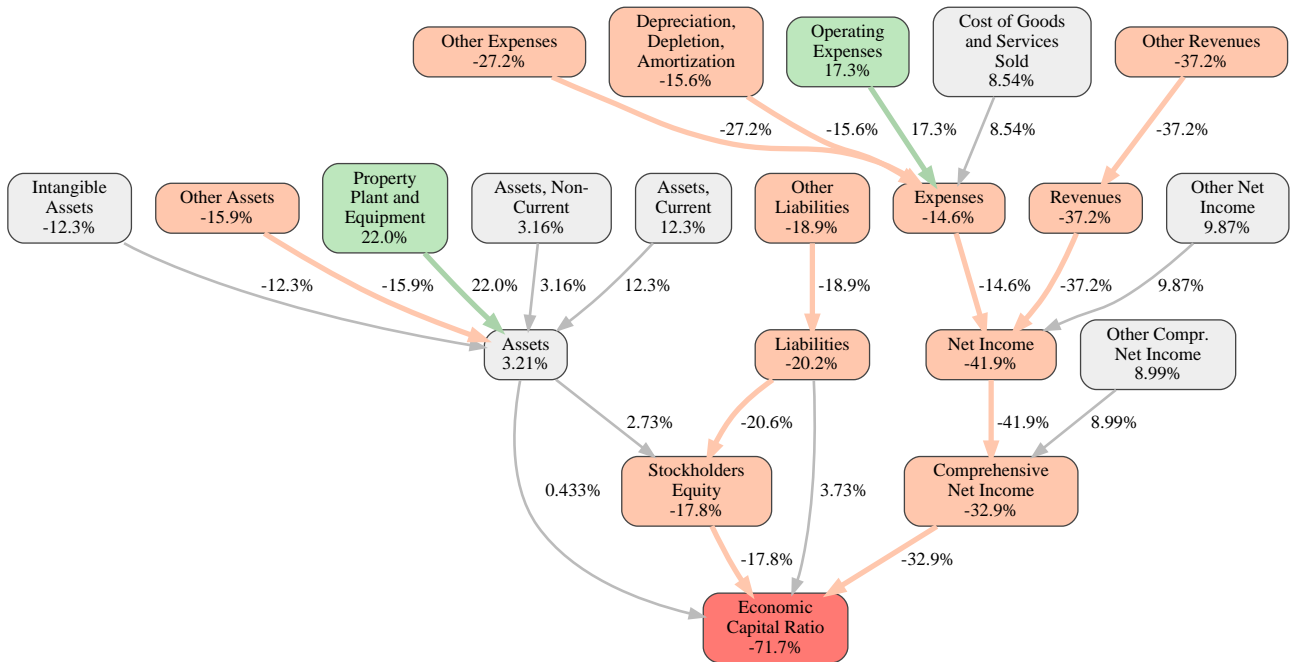 Other Expenses
-27.2%
Depreciation,
Depletion,
Amortization
-15.6%
Operating
Expenses
17.3%
Cost of Goods
and Services
Sold
8.54%
Other Revenues
-37.2%
-27.2%
-15.6%
17.3%
8.54%
-37.2%
Intangible
Assets
-12.3%
Other Assets
-15.9%
Property
Plant and
Equipment
22.0%
Assets, Non-
Current
3.16%
Assets,
Current
12.3%
Other
Liabilities
-18.9%
Expenses
-14.6%
Revenues
-37.2%
Other Net
Income
9.87%
-12.3%
-15.9%
22.0%
3.16%
12.3%
-18.9%
-14.6%
-37.2%
9.87%
Assets
3.21%
Liabilities
-20.2%
Net Income
-41.9%
Other Compr.
Net Income
8.99%
2.73%
-20.6%
-41.9%
8.99%
Stockholders
Equity
-17.8%
Comprehensive
Net Income
-32.9%
0.433%
3.73%
-17.8%
-32.9%
Economic
Capital Ratio
-71.7%